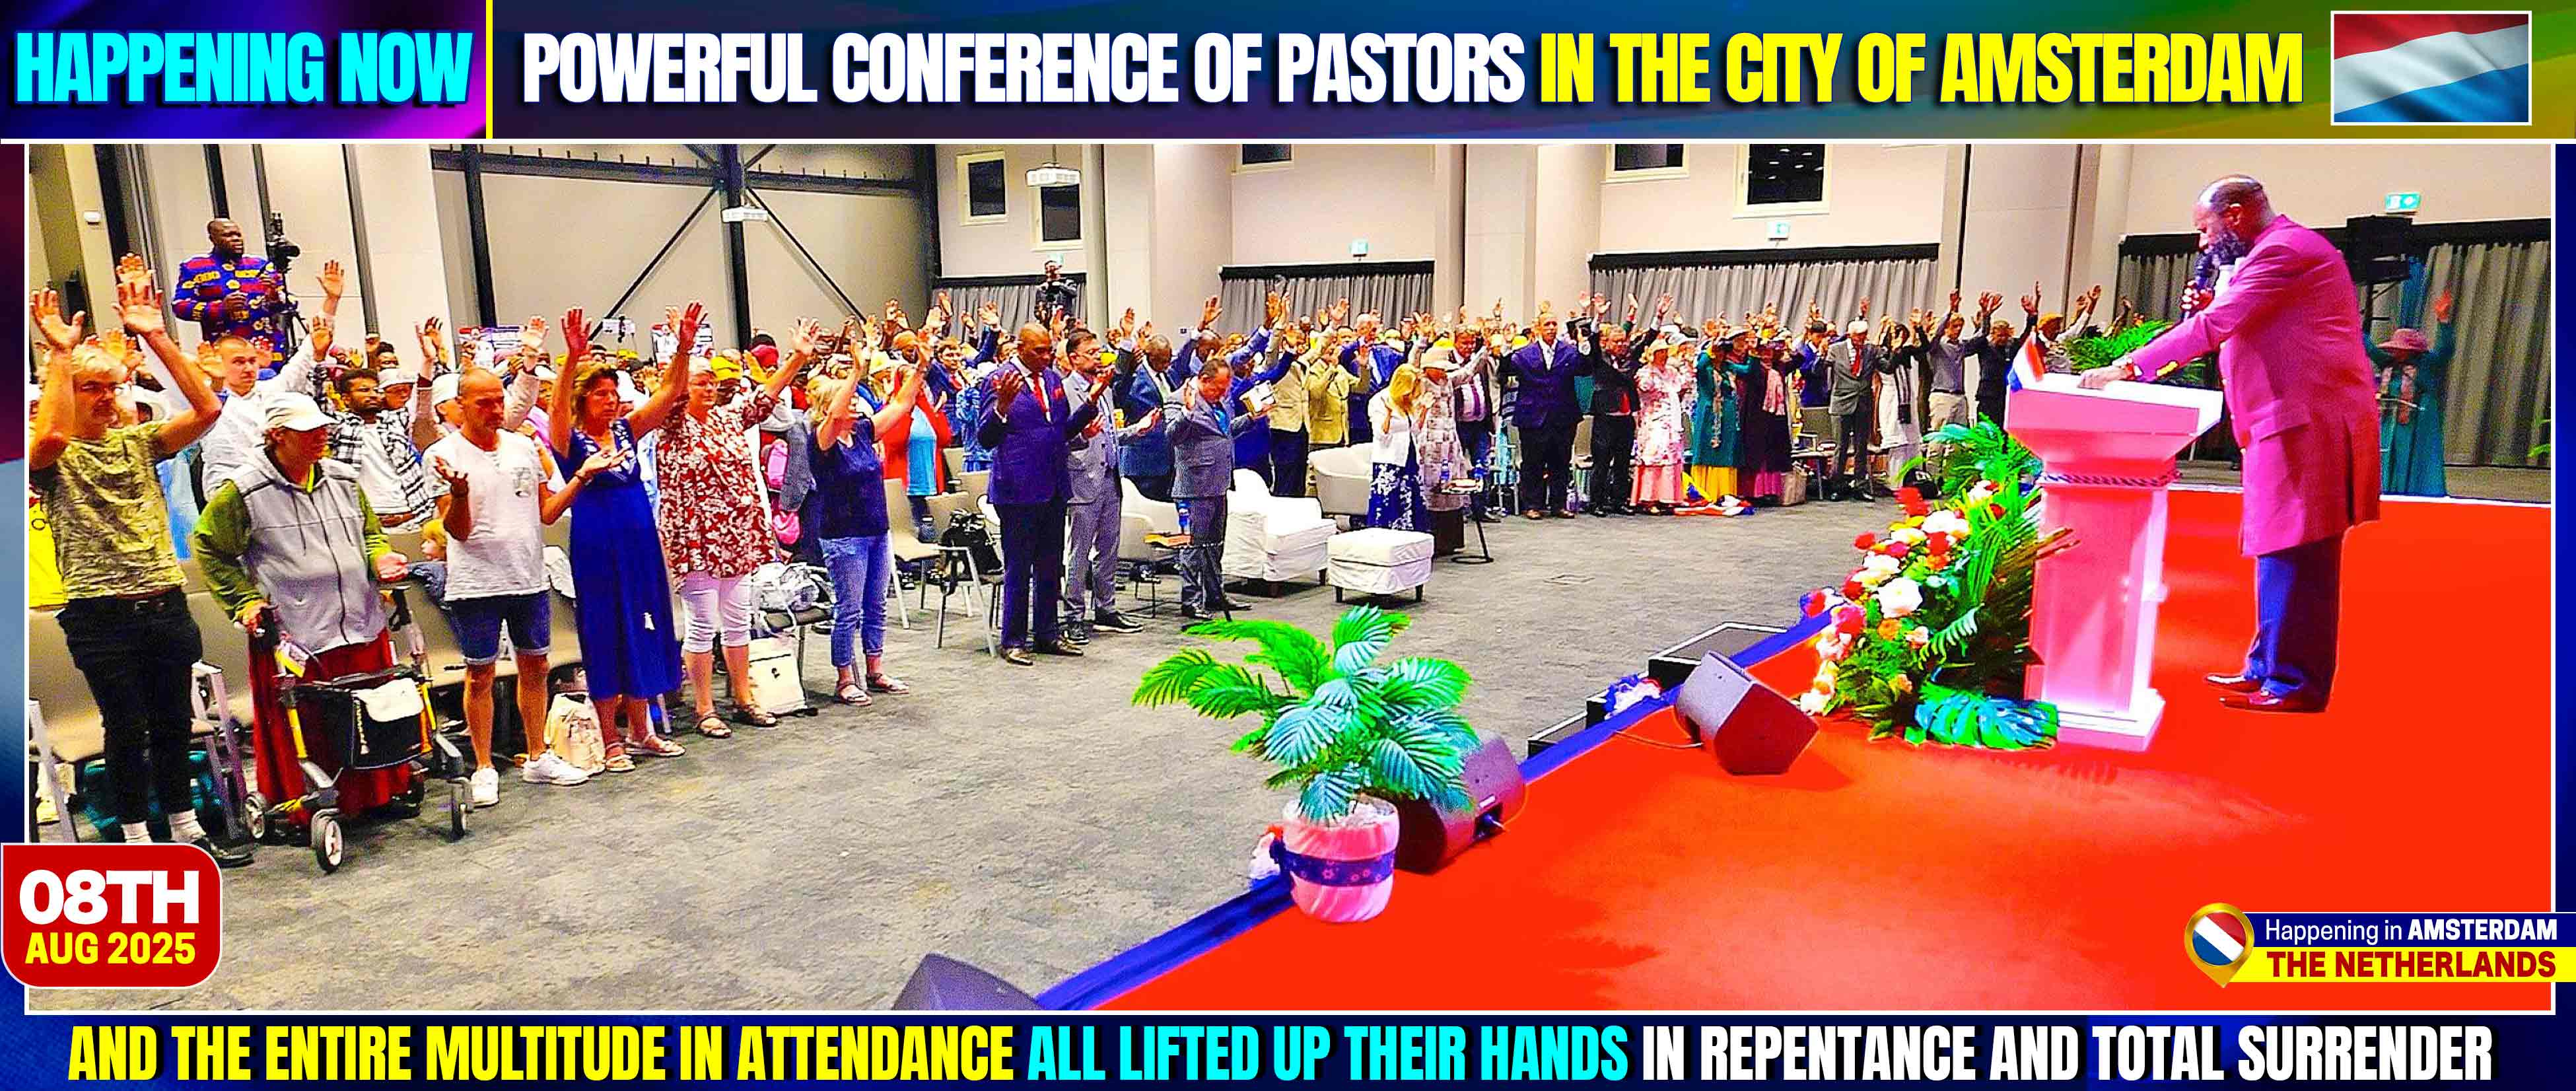 HAPPENING NOW
POWERFUL CONFERENCE OF PASTORS IN THE CITY OF AMSTERDAM
08TH
AUG 2025
Happening in AMSTERDAM
THE NETHERLANDS
AND THE ENTIRE MULTITUDE IN ATTENDANCE ALL LIFTED UP THEIR HANDS IN REPENTANCE AND TOTAL SURRENDER